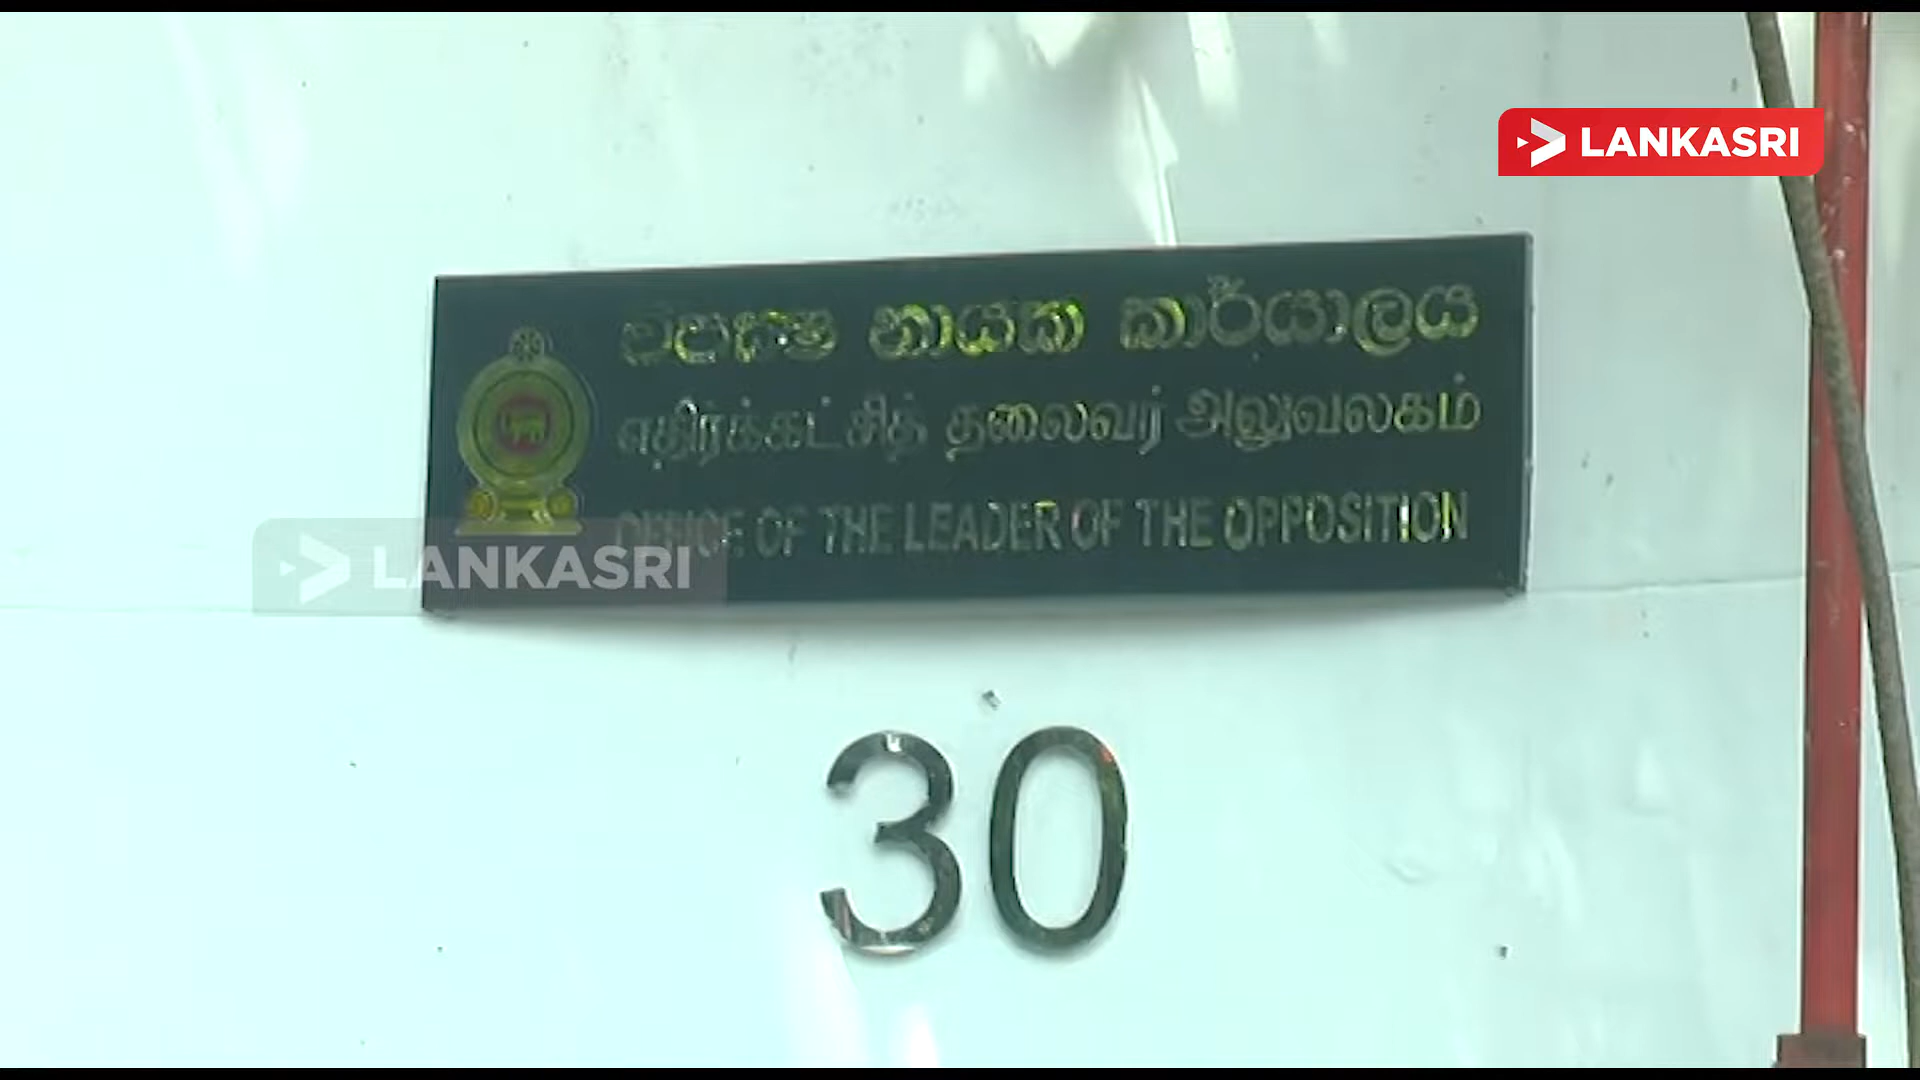 LANKASRI
විපක්ෂ නායක කාර්යාලය
எதிர்க்கட்சித் தலைவர் அலுவலகம்
OFFICE OF THE LEADER OF THE OPPOSITION
LANKASRI
30